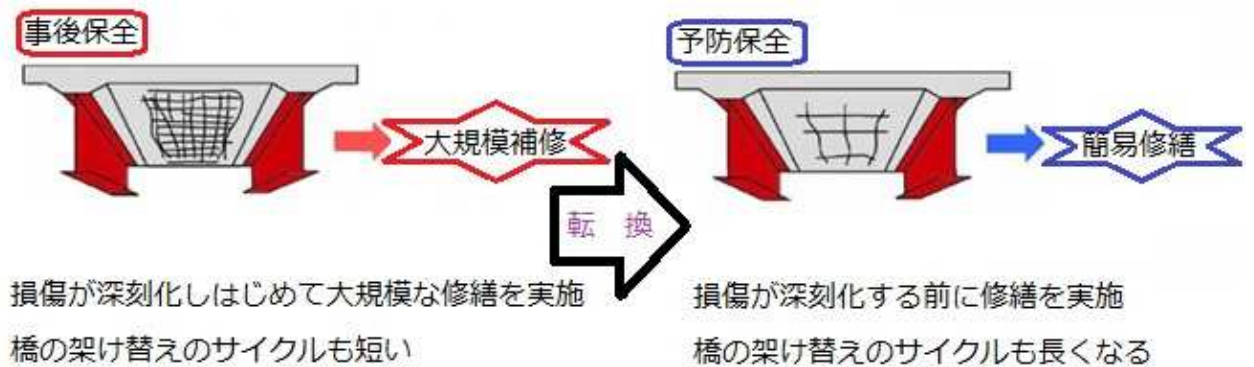 事後保全
大規模補修
損傷が深刻化しはじめて大規模な修繕を実施
橋の架け替えのサイクルも短い
転 換
予防保全
簡易修繕
損傷が深刻化する前に修繕を実施
橋の架け替えのサイクルも長くなる